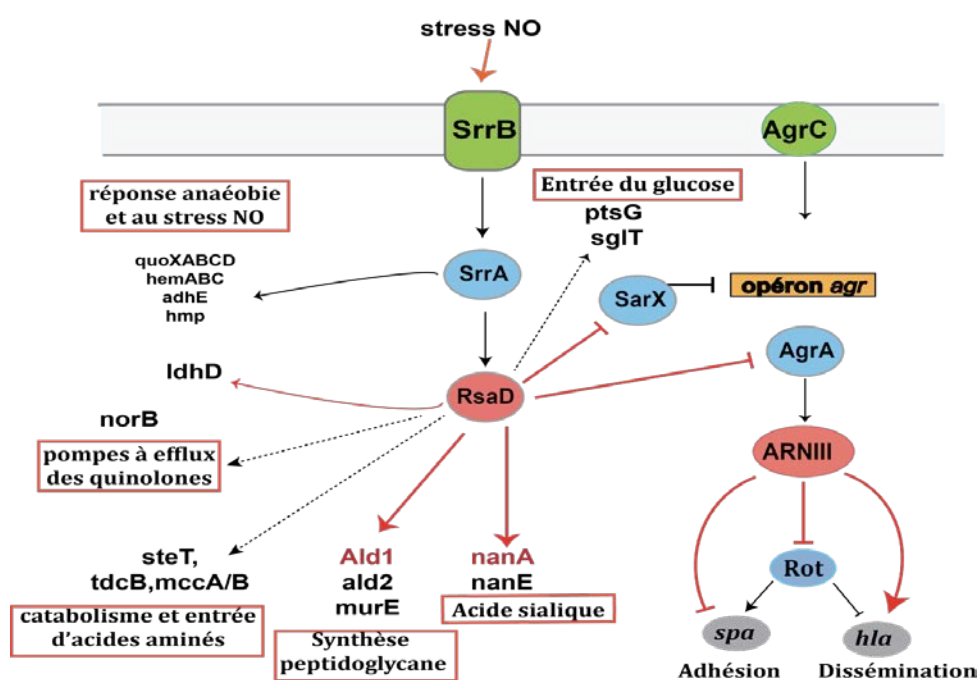 stress NO
SrrB
AgrC
réponse anaéobie
et au stress NO
Entrée du glucose
ptsG
sglT
quoXABCD
hemABC
adhE
hmp
SrrA
SarX
opéron agr
AgrA
ldhD
RsaD
norB
pompes à efflux
des quinolones
ARNIII
steT,
tdcB,mccA/B
catabolisme et entrée
d'acides aminés
Ald1
ald2
murE
Synthèse
peptidoglycane
nanA
nanE
Acide sialique
Rot
spa
hla
Adhésion
Dissémination